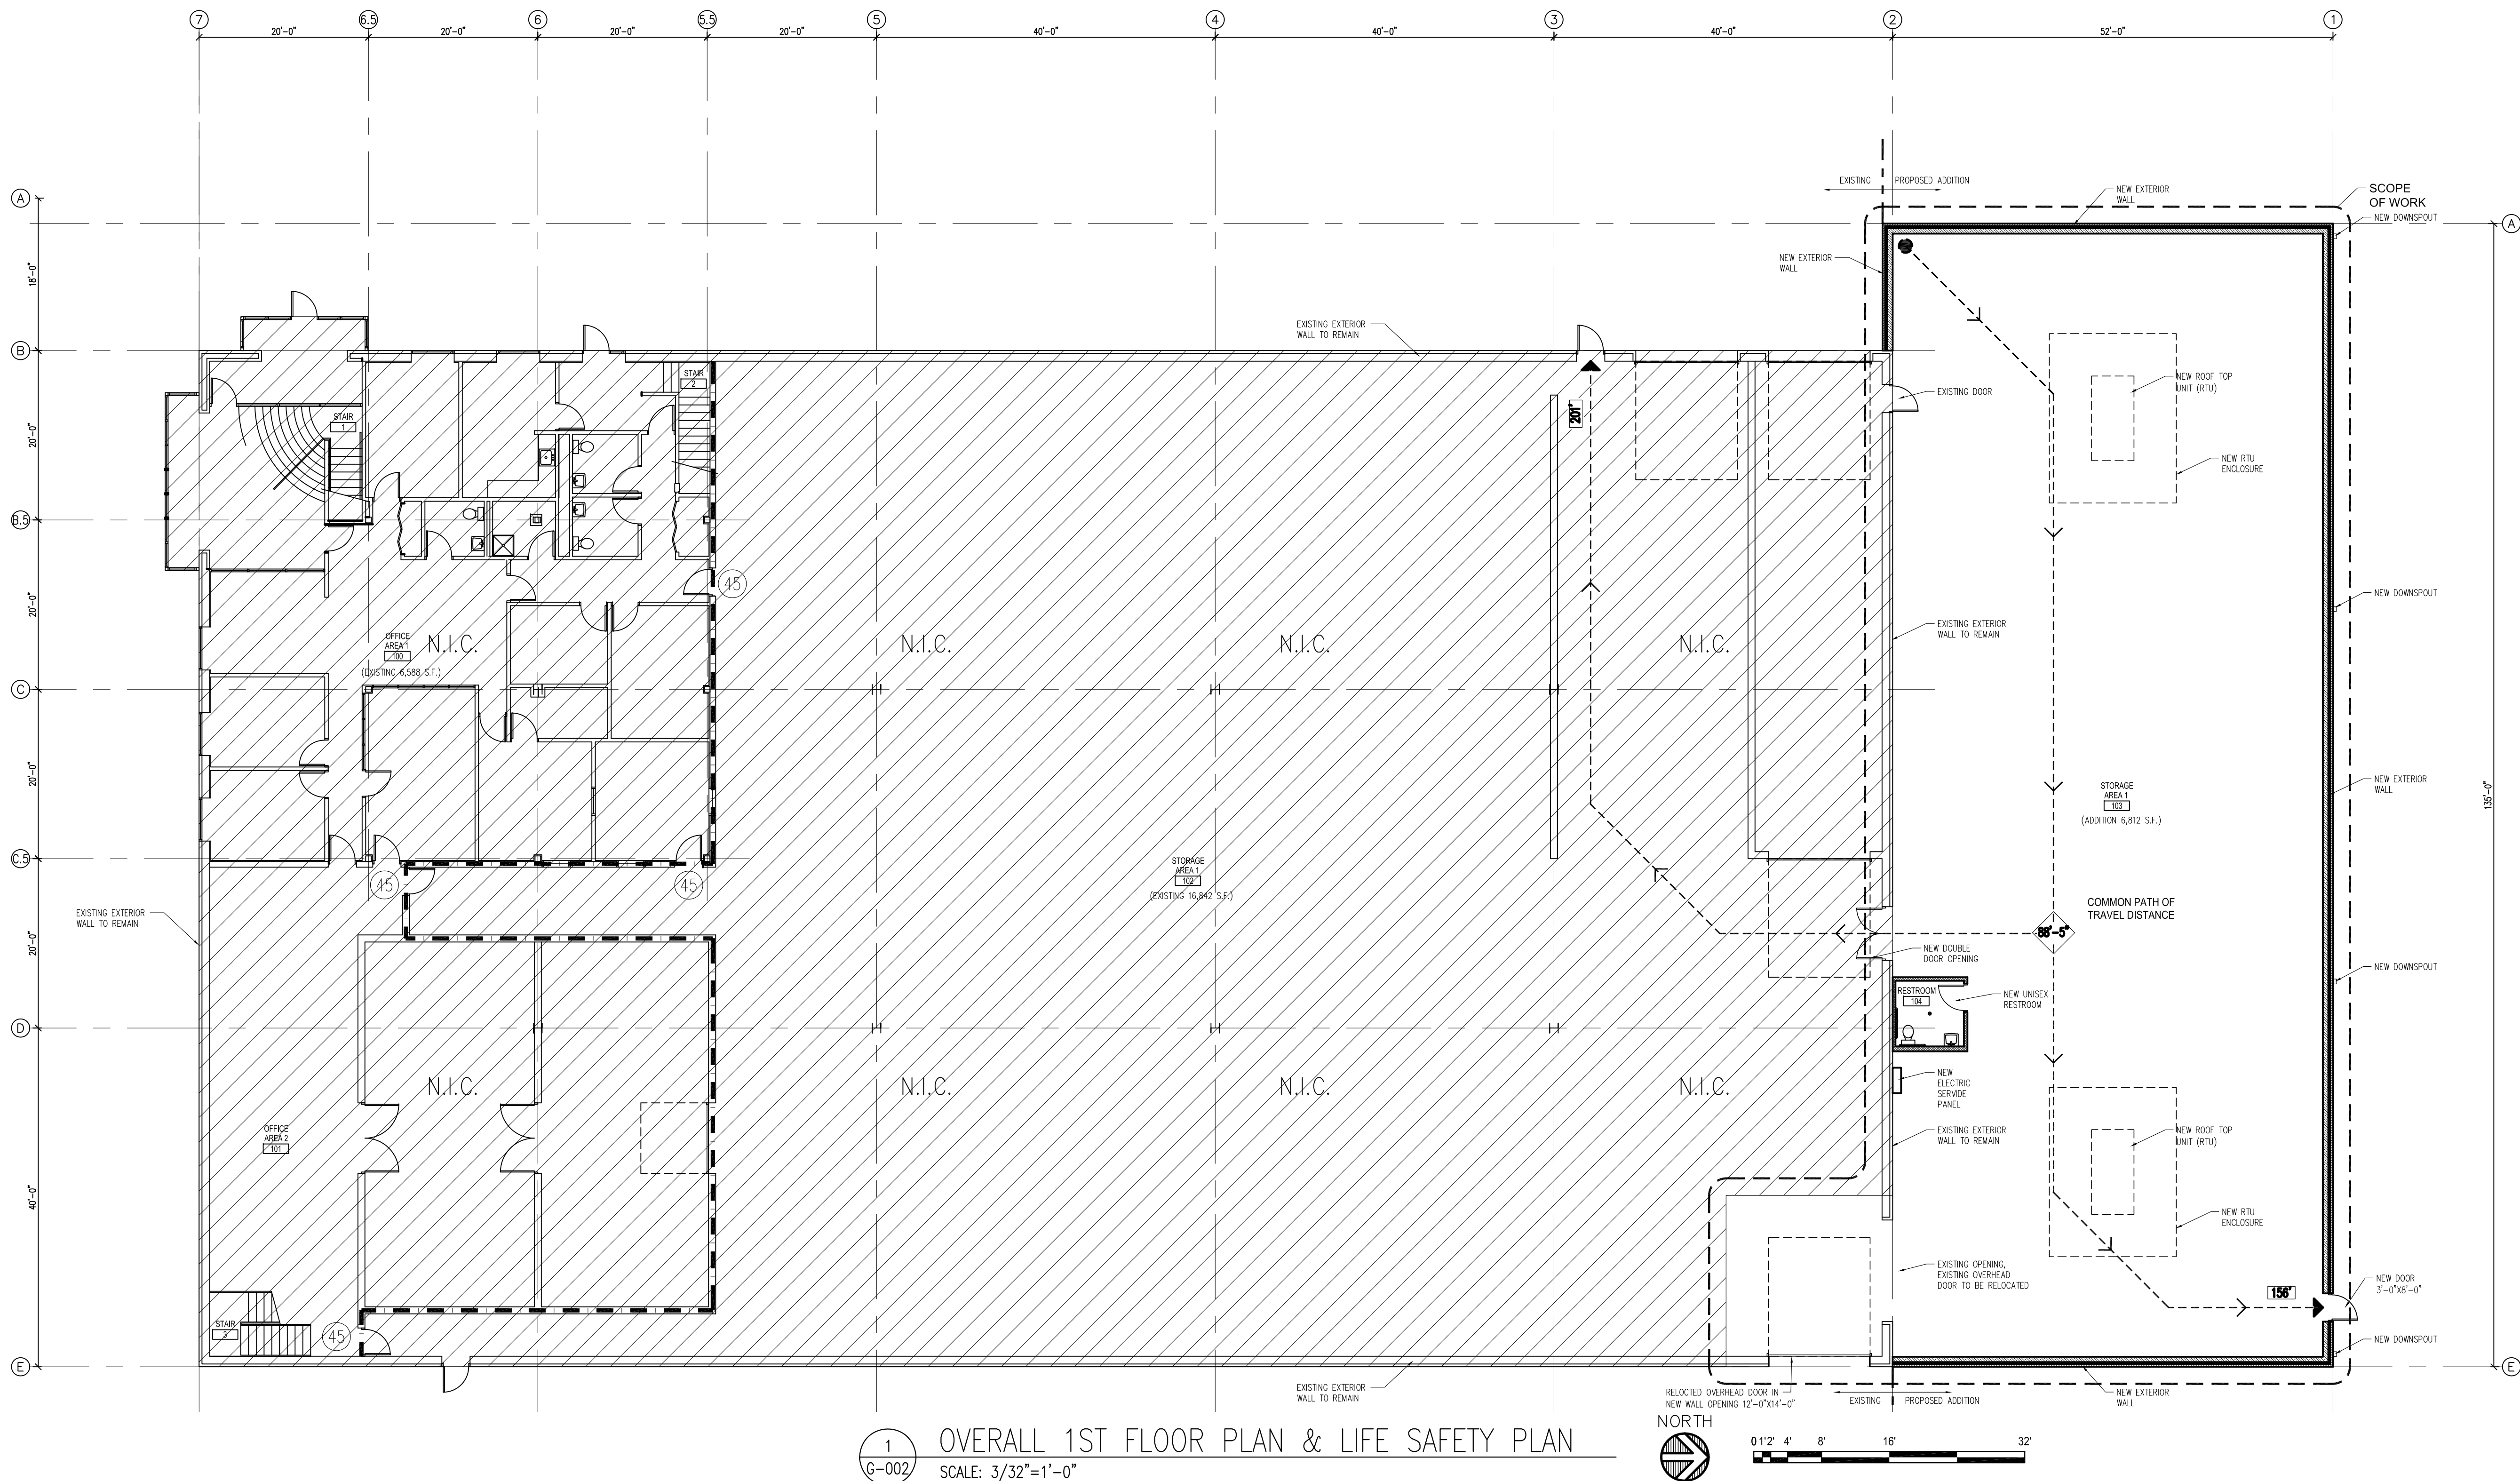 7
6.5
6
5.5
5
4
3
2
1
20'-0"
20'-0"
20'-0"
20'-0"
40'-0"
40'-0"
40'-0"
52'-0"
EXISTING
PROPOSED ADDITION
NEW EXTERIOR
WALL
SCOPE
OF WORK
NEW DOWNSPOUT
A
A
18'-0"
NEW EXTERIOR
WALL
EXISTING EXTERIOR
WALL TO REMAIN
B
STAIR
2
STAIR
1
201'
EXISTING DOOR
NEW ROOF TOP
UNIT (RTU)
20'-0"
NEW RTU
ENCLOSURE
B.5
45
20'-0"
NEW DOWNSPOUT
OFFICE
AREA 1
100
(EXISTING 6,588 S.F.)
N.I.C.
N.I.C.
N.I.C.
N.I.C.
EXISTING EXTERIOR
WALL TO REMAIN
C
20'-0"
NEW EXTERIOR
WALL
135'-0"
STORAGE
AREA 1
103
(ADDITION 6,812 S.F.)
C.5
45
45
STORAGE
AREA 1
102
(EXISTING 16,842 S.F.)
EXISTING EXTERIOR
WALL TO REMAIN
COMMON PATH OF
TRAVEL DISTANCE
88'-5"
20'-0"
NEW DOUBLE
DOOR OPENING
NEW DOWNSPOUT
RESTROOM
104
NEW UNISEX
RESTROOM
D
N.I.C.
N.I.C.
N.I.C.
N.I.C.
NEW
ELECTRIC
SERVIDE
PANEL
OFFICE
AREA 2
101
EXISTING EXTERIOR
WALL TO REMAIN
NEW ROOF TOP
UNIT (RTU)
40'-0"
NEW RTU
ENCLOSURE
EXISTING OPENING,
EXISTING OVERHEAD
DOOR TO BE RELOCATED
156'
NEW DOOR
3'-0"X8'-0"
STAIR
3
45
NEW DOWNSPOUT
E
E
EXISTING EXTERIOR
WALL TO REMAIN
RELOCTED OVERHEAD DOOR IN
NEW WALL OPENING 12'-0"X14'-0"
EXISTING
PROPOSED ADDITION
NEW EXTERIOR
WALL
1
G-002
OVERALL 1ST FLOOR PLAN & LIFE SAFETY PLAN
SCALE: 3/32"=1'-0"
NORTH
0 1'2' 4' 8' 16' 32'